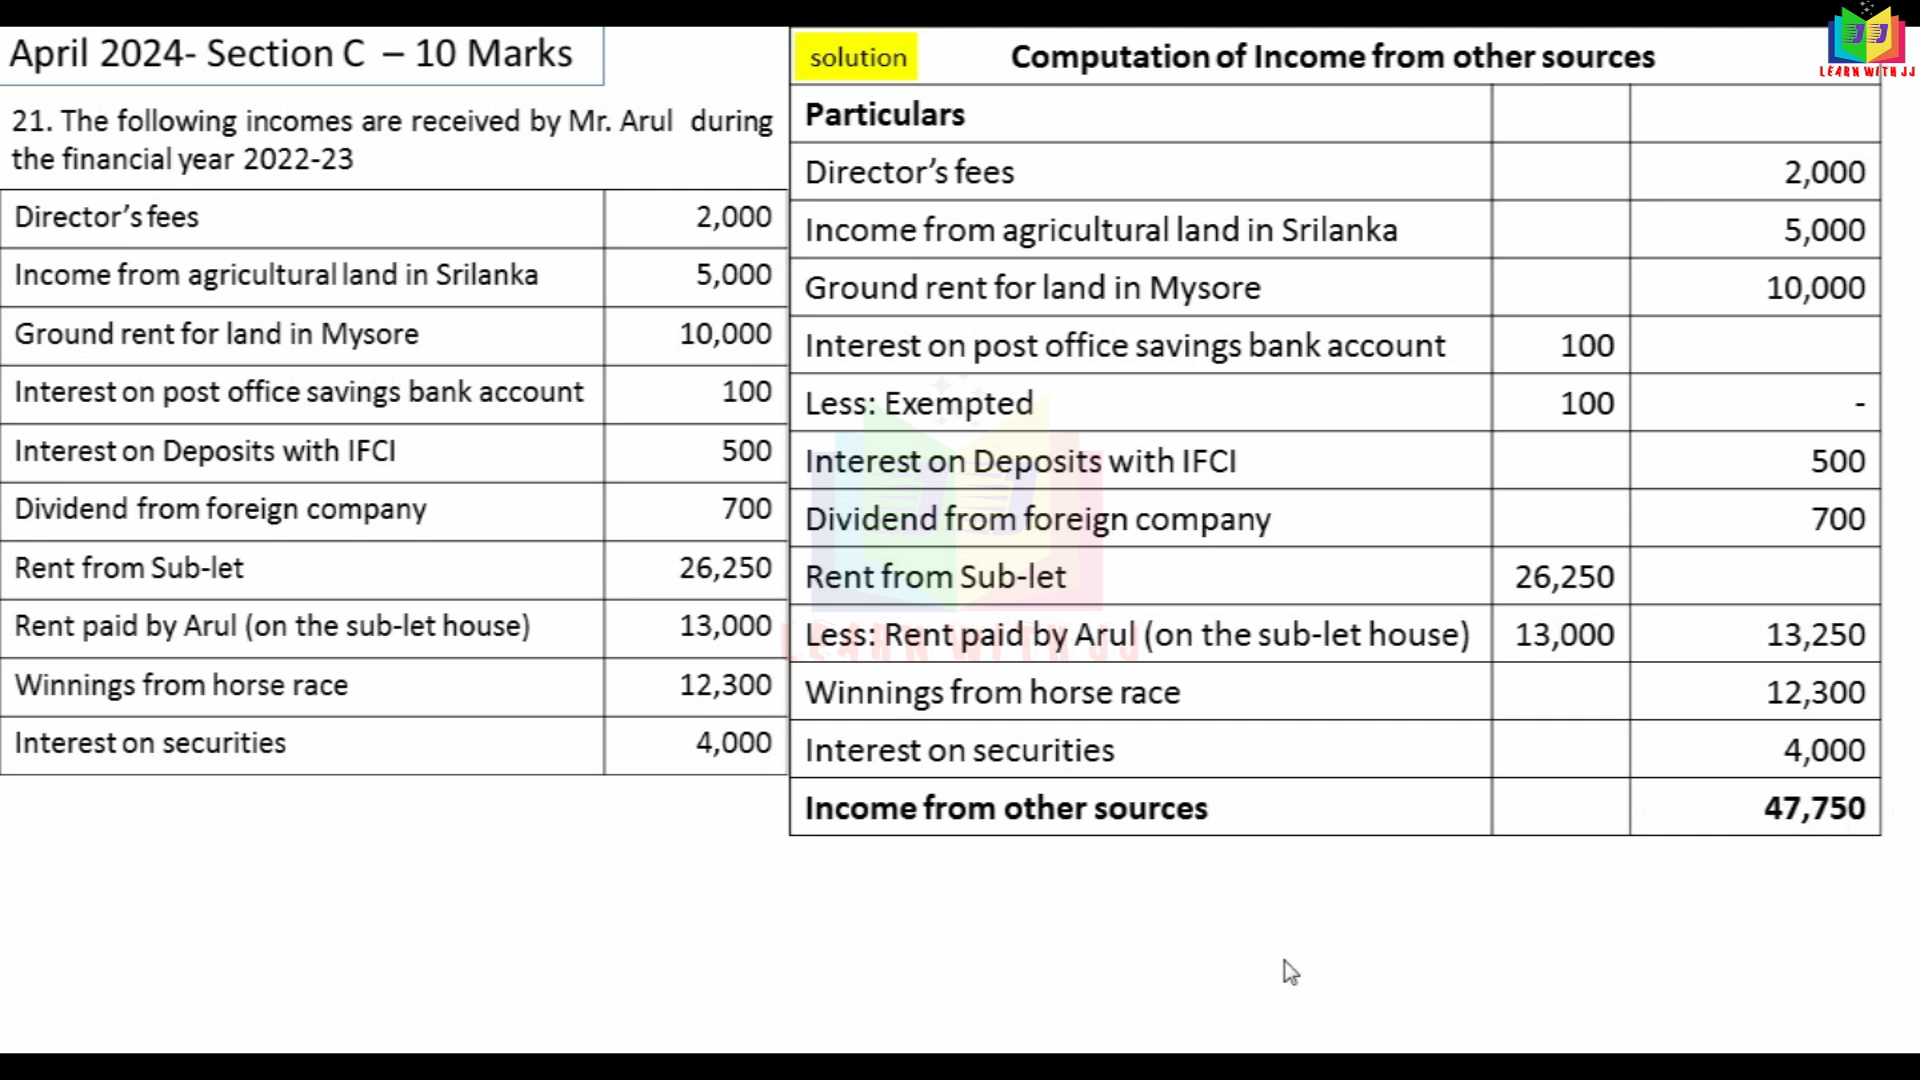 April 2024- Section C – 10 Marks
21. The following incomes are received by Mr. Arul during
the financial year 2022-23
Director's fees 2,000
Income from agricultural land in Srilanka 5,000
Ground rent for land in Mysore 10,000
Interest on post office savings bank account 100
Interest on Deposits with IFCI 500
Dividend from foreign company 700
Rent from Sub-let 26,250
Rent paid by Arul (on the sub-let house) 13,000
Winnings from horse race 12,300
Interest on securities 4,000
solution Computation of Income from other sources
Particulars
Director's fees 2,000
Income from agricultural land in Srilanka 5,000
Ground rent for land in Mysore 10,000
Interest on post office savings bank account 100
Less: Exempted 100 -
Interest on Deposits with IFCI 500
Dividend from foreign company 700
Rent from Sub-let 26,250
Less: Rent paid by Arul (on the sub-let house) 13,000 13,250
Winnings from horse race 12,300
Interest on securities 4,000
Income from other sources 47,750
LEARN WITH JJ
LEARN WITH JJ